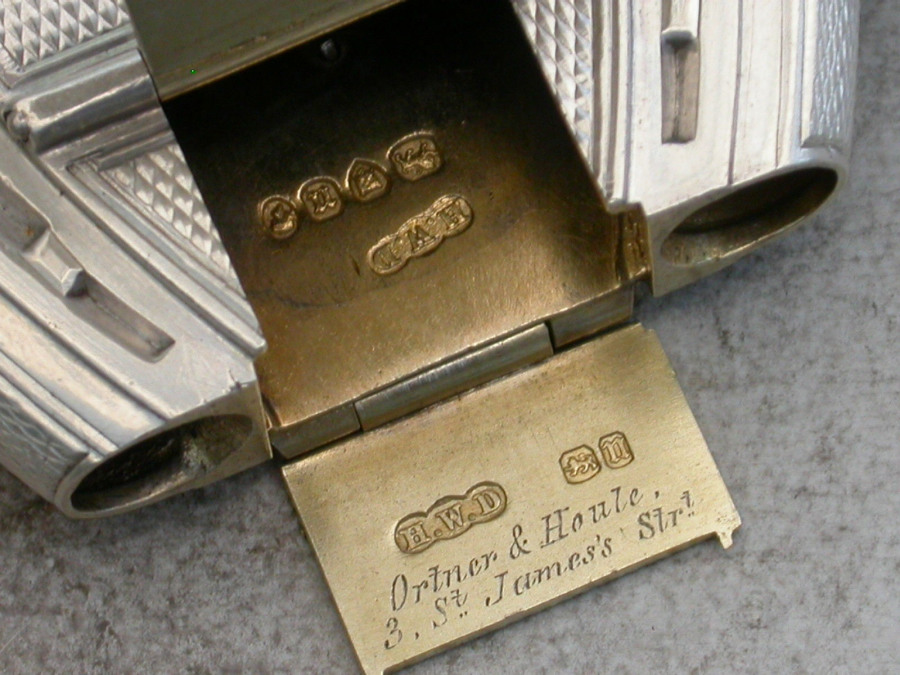 H.W.D
Ortner & Houle.
3. St James's Strt